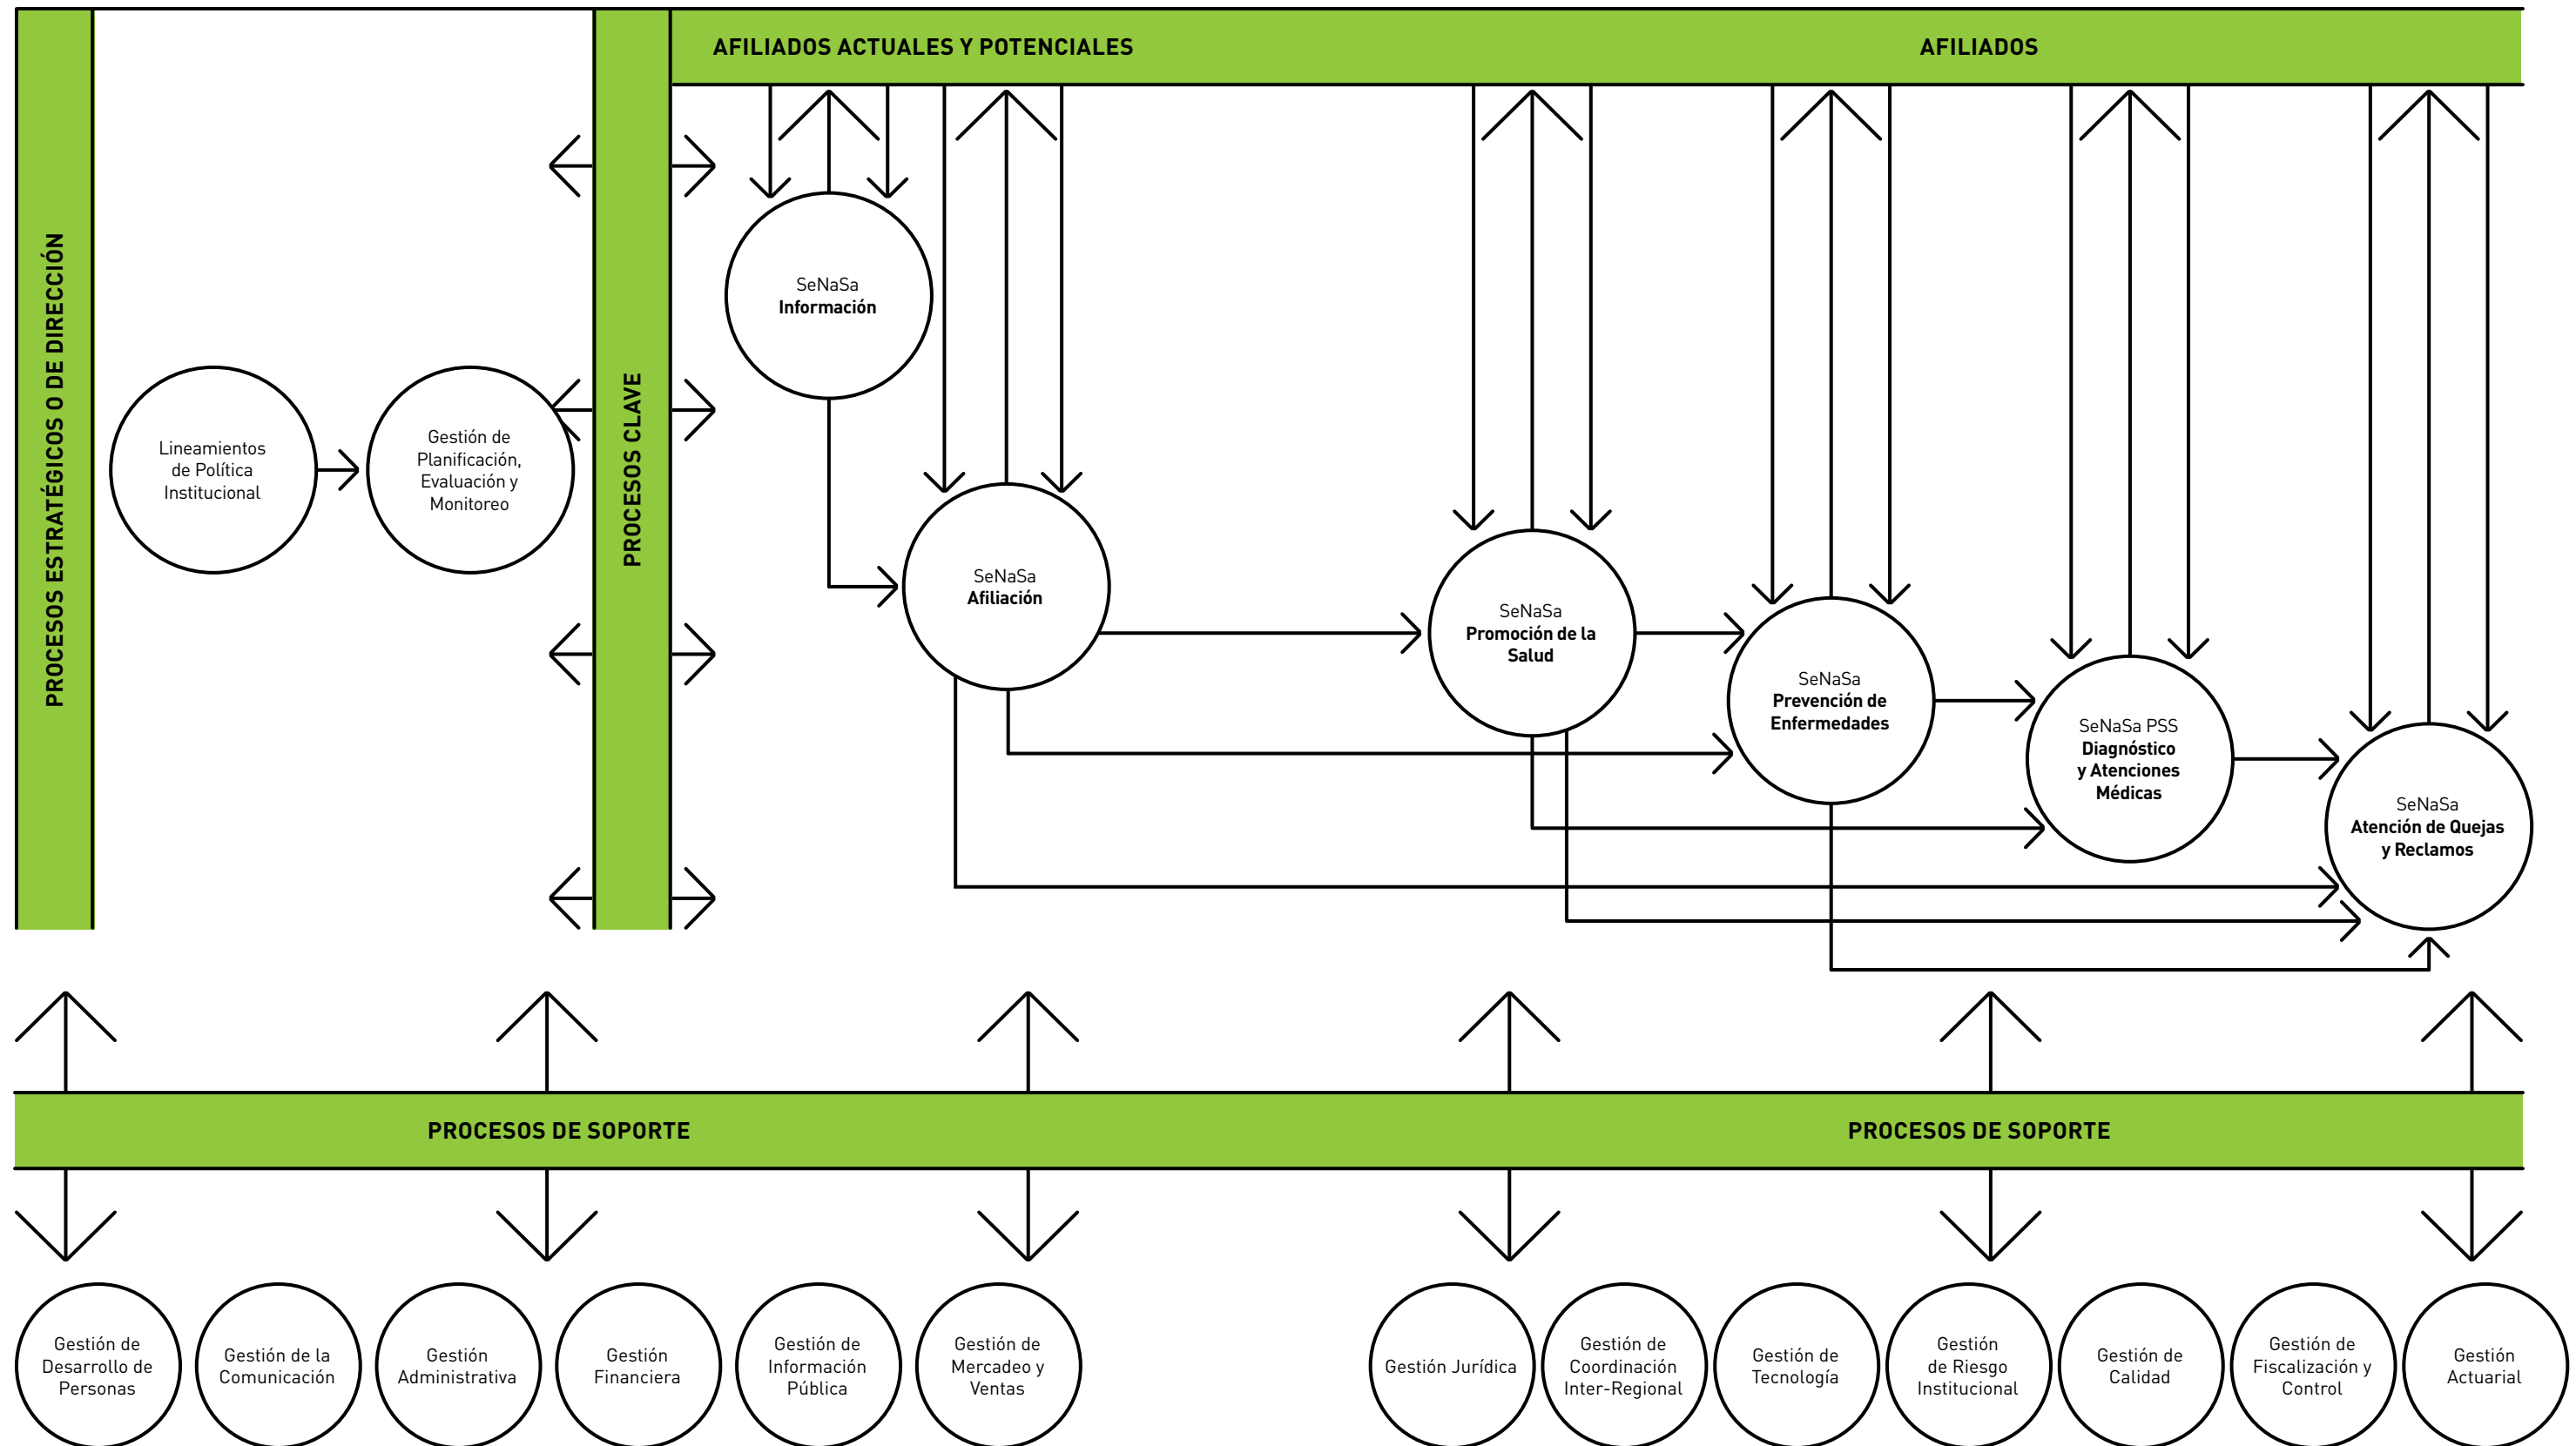 AFILIADOS ACTUALES Y POTENCIALES
AFILIADOS
PROCESOS ESTRATÉGICOS O DE DIRECCIÓN
Lineamientos
de Política
Institucional
Gestión de
Planificación,
Evaluación y
Monitoreo
PROCESOS CLAVE
SeNaSa
Información
SeNaSa
Afiliación
SeNaSa
Promoción de la
Salud
SeNaSa
Prevención de
Enfermedades
SeNaSa PSS
Diagnóstico
y Atenciones
Médicas
SeNaSa
Atención de Quejas
y Reclamos
PROCESOS DE SOPORTE
PROCESOS DE SOPORTE
Gestión de
Desarrollo de
Personas
Gestión de la
Comunicación
Gestión
Administrativa
Gestión
Financiera
Gestión de
Información
Pública
Gestión de
Mercadeo y
Ventas
Gestión Jurídica
Gestión de
Coordinación
Inter-Regional
Gestión de
Tecnología
Gestión
de Riesgo
Institucional
Gestión de
Calidad
Gestión de
Fiscalización y
Control
Gestión
Actuarial